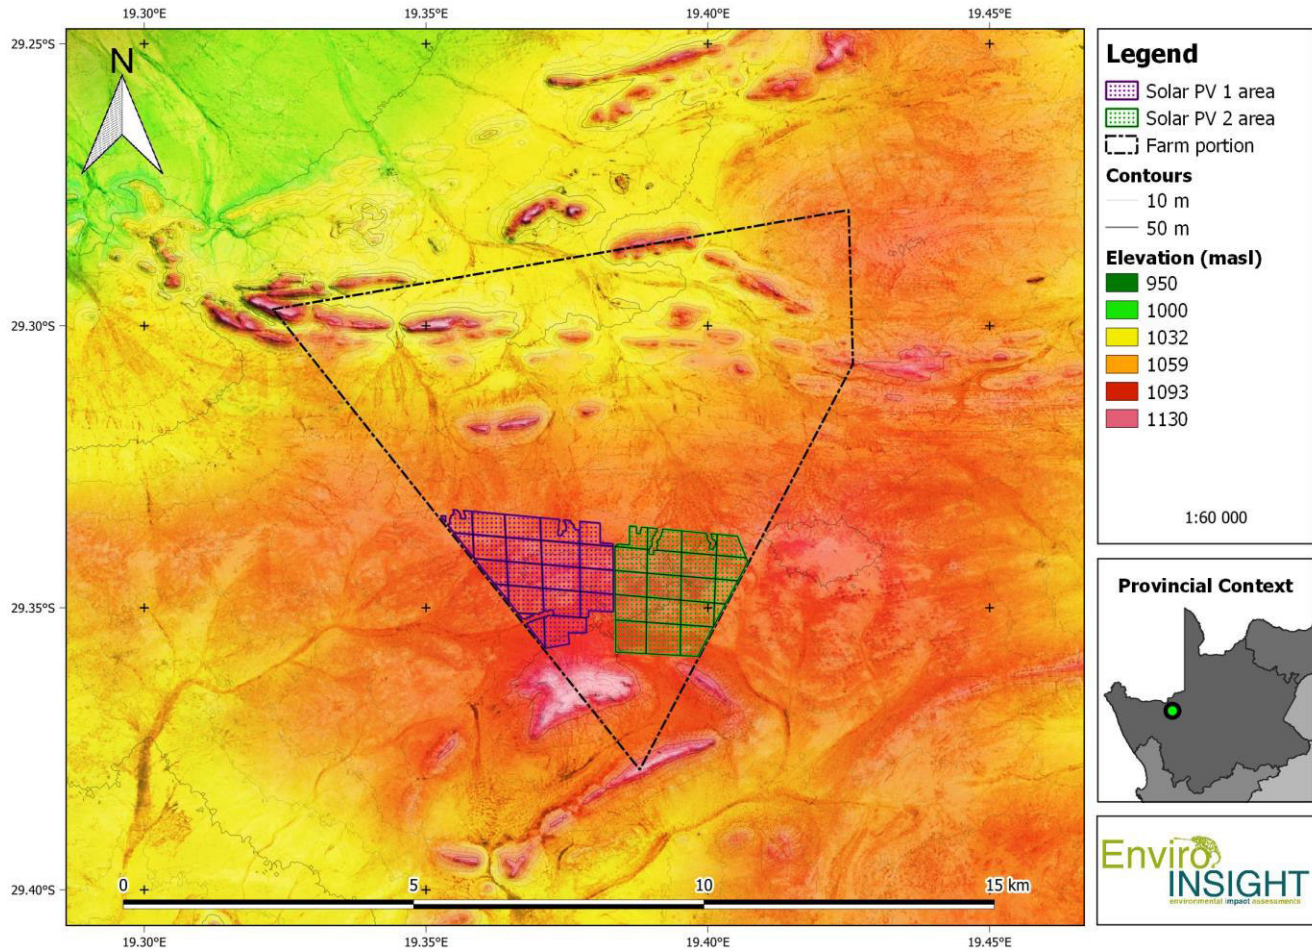 19.30°E 19.35°E 19.40°E 19.45°E
29.25°S
N
29.30°S
29.35°S
29.40°S
0 5 10 15 km
19.30°E 19.35°E 19.40°E 19.45°E
Legend
Solar PV 1 area
Solar PV 2 area
Farm portion
Contours
10 m
50 m
Elevation (masl)
950
1000
1032
1059
1093
1130
1:60 000
Provincial Context
Enviro
INSIGHT
environmental impact assessments